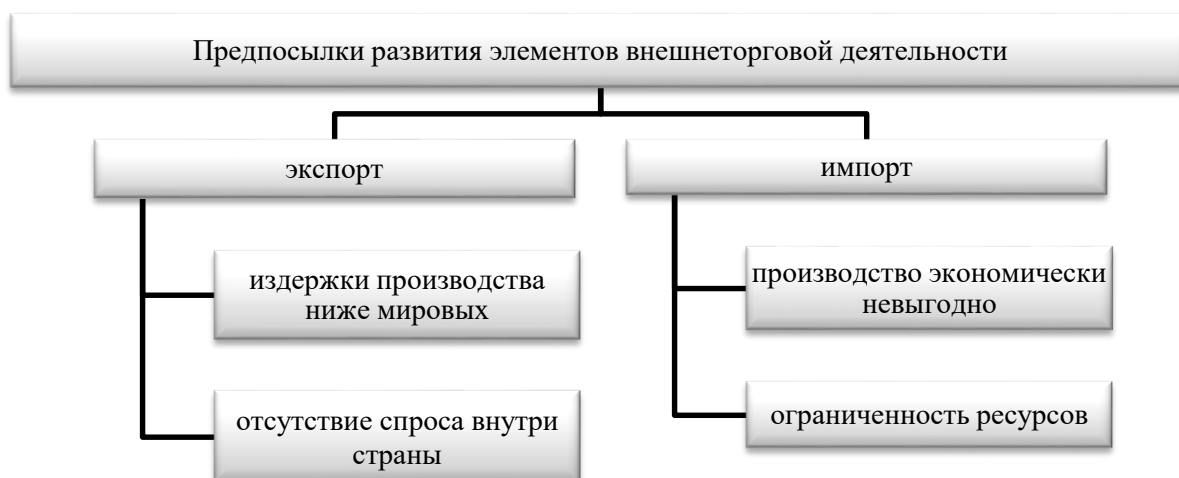 Предпосылки развития элементов внешнеторговой деятельности
экспорт
издержки производства
ниже мировых
отсутствие спроса внутри
страны
импорт
производство экономически
невыгодно
ограниченность ресурсов